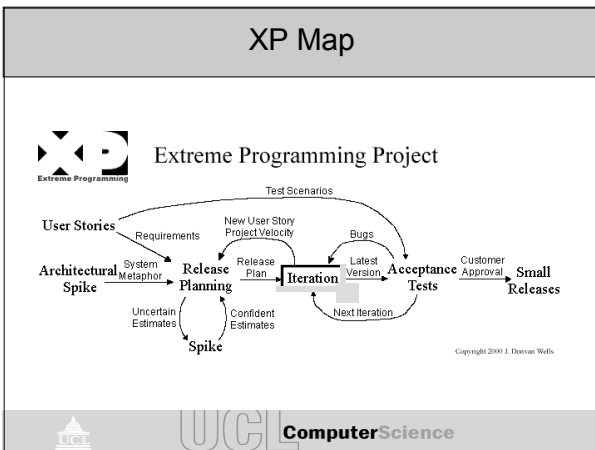 XP Map
XP
Extreme Programming
Extreme Programming Project
Test Scenarios
User Stories
Requirements
New User Story
Project Velocity
Bugs
Architectural
Spike
System
Metaphor
Release
Planning
Release
Plan
Iteration
Latest
Version
Acceptance
Tests
Customer
Approval
Small
Releases
Uncertain
Estimates
Confident
Estimates
Next Iteration
Spike
Copyright 2000 J. Donvan Wells
UCL
UCL
ComputerScience